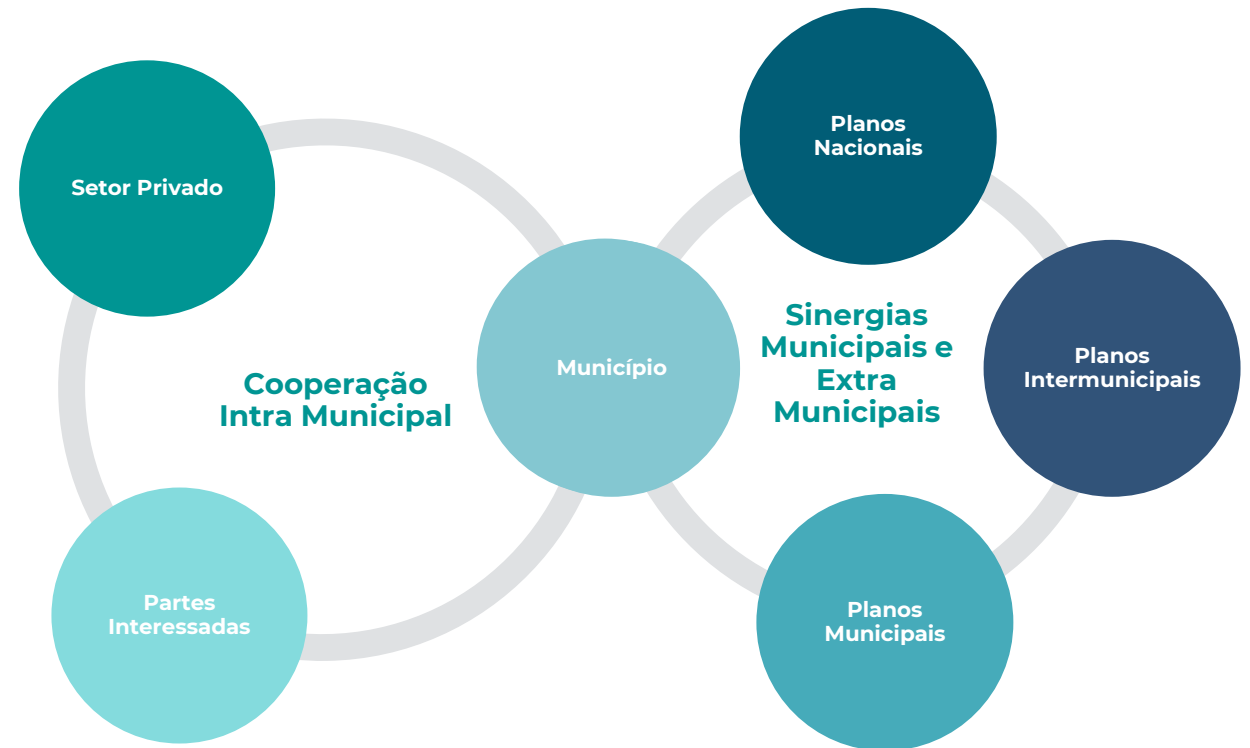 Setor Privado
Cooperação
Intra Municipal
Partes
Interessadas
Município
Planos
Nacionais
Sinergias
Municipais e
Extra
Municipais
Planos
Intermunicipais
Planos
Municipais